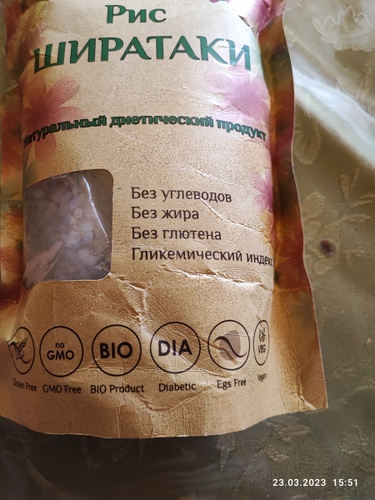 Рис
ШИРАТАКИ
Натуральный диетический продукт
Без углеводов
Без жира
Без глютена
Гликемический индекс
no
GMO
BIO
DIA
VEG
Gluten Free
GMO Free
BIO Product
Diabetic
Egs Free
Vegan
23.03.2023 15:51